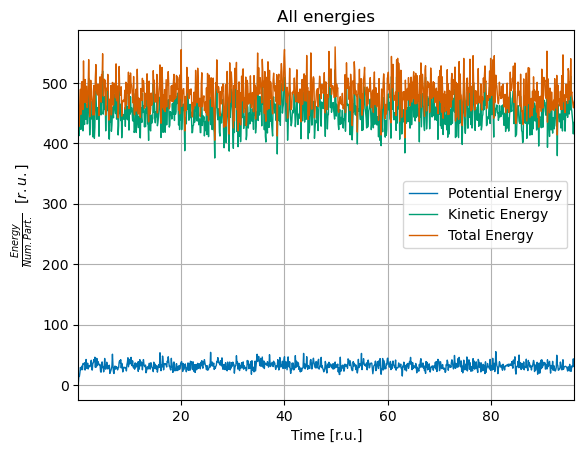 All energies
500
400
300
200
100
0
Energy
Num.Part. [r.u.]
Potential Energy
Kinetic Energy
Total Energy
20 40 60 80
Time [r.u.]